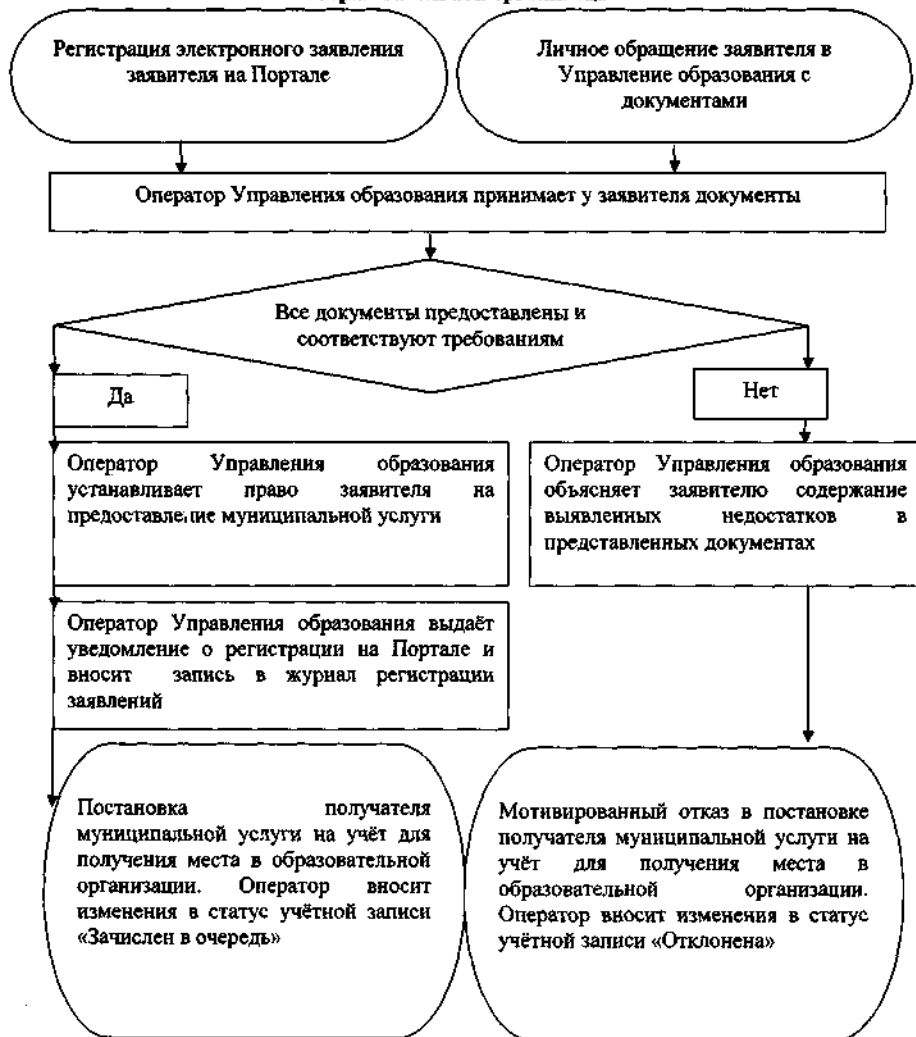 Регистрация электронного заявления
заявителя на Портале
Личное обращение заявителя в
Управление образования с
документами
Оператор Управления образования принимает у заявителя документы
Все документы предоставлены и
соответствуют требованиям
Да
Нет
Оператор Управления образования
устанавливает право заявителя на
предоставление муниципальной услуги
Оператор Управления образования
объясняет заявителю содержание
выявленных недостатков в
представленных документах
Оператор Управления образования выдаёт
уведомление о регистрации на Портале и
вносит запись в журнал регистрации
заявлений
Постановка получателя
муниципальной услуги на учёт для
получения места в образовательной
организации. Оператор вносит
изменения в статус учётной записи
«Зачислен в очередь»
Мотивированный отказ в постановке
получателя муниципальной услуги на
учёт для получения места в
образовательной организации.
Оператор вносит изменения в статус
учётной записи «Отклонена»